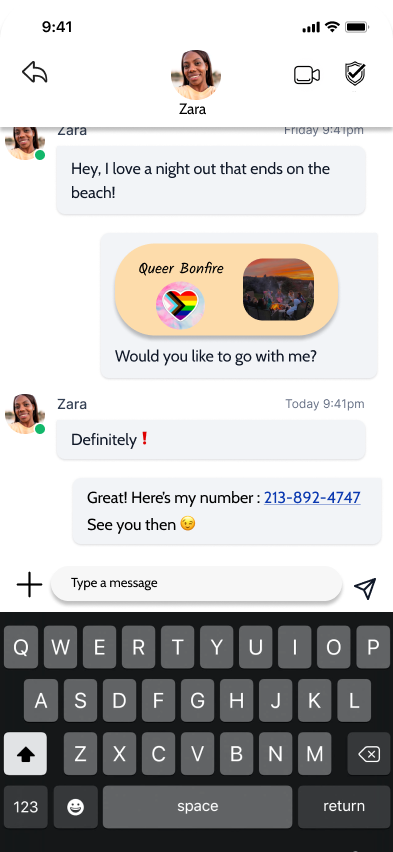 9:41
Zara
Zara Friday 9:41pm
Hey, I love a night out that ends on the
beach!
Queer Bonfire
Would you like to go with me?
Zara Today 9:41pm
Definitely ❗
Great! Here's my number : 213-892-4747
See you then 😉
Type a message
Q W E R T Y U I O P
A S D F G H J K L
Z X C V B N M
123 space return